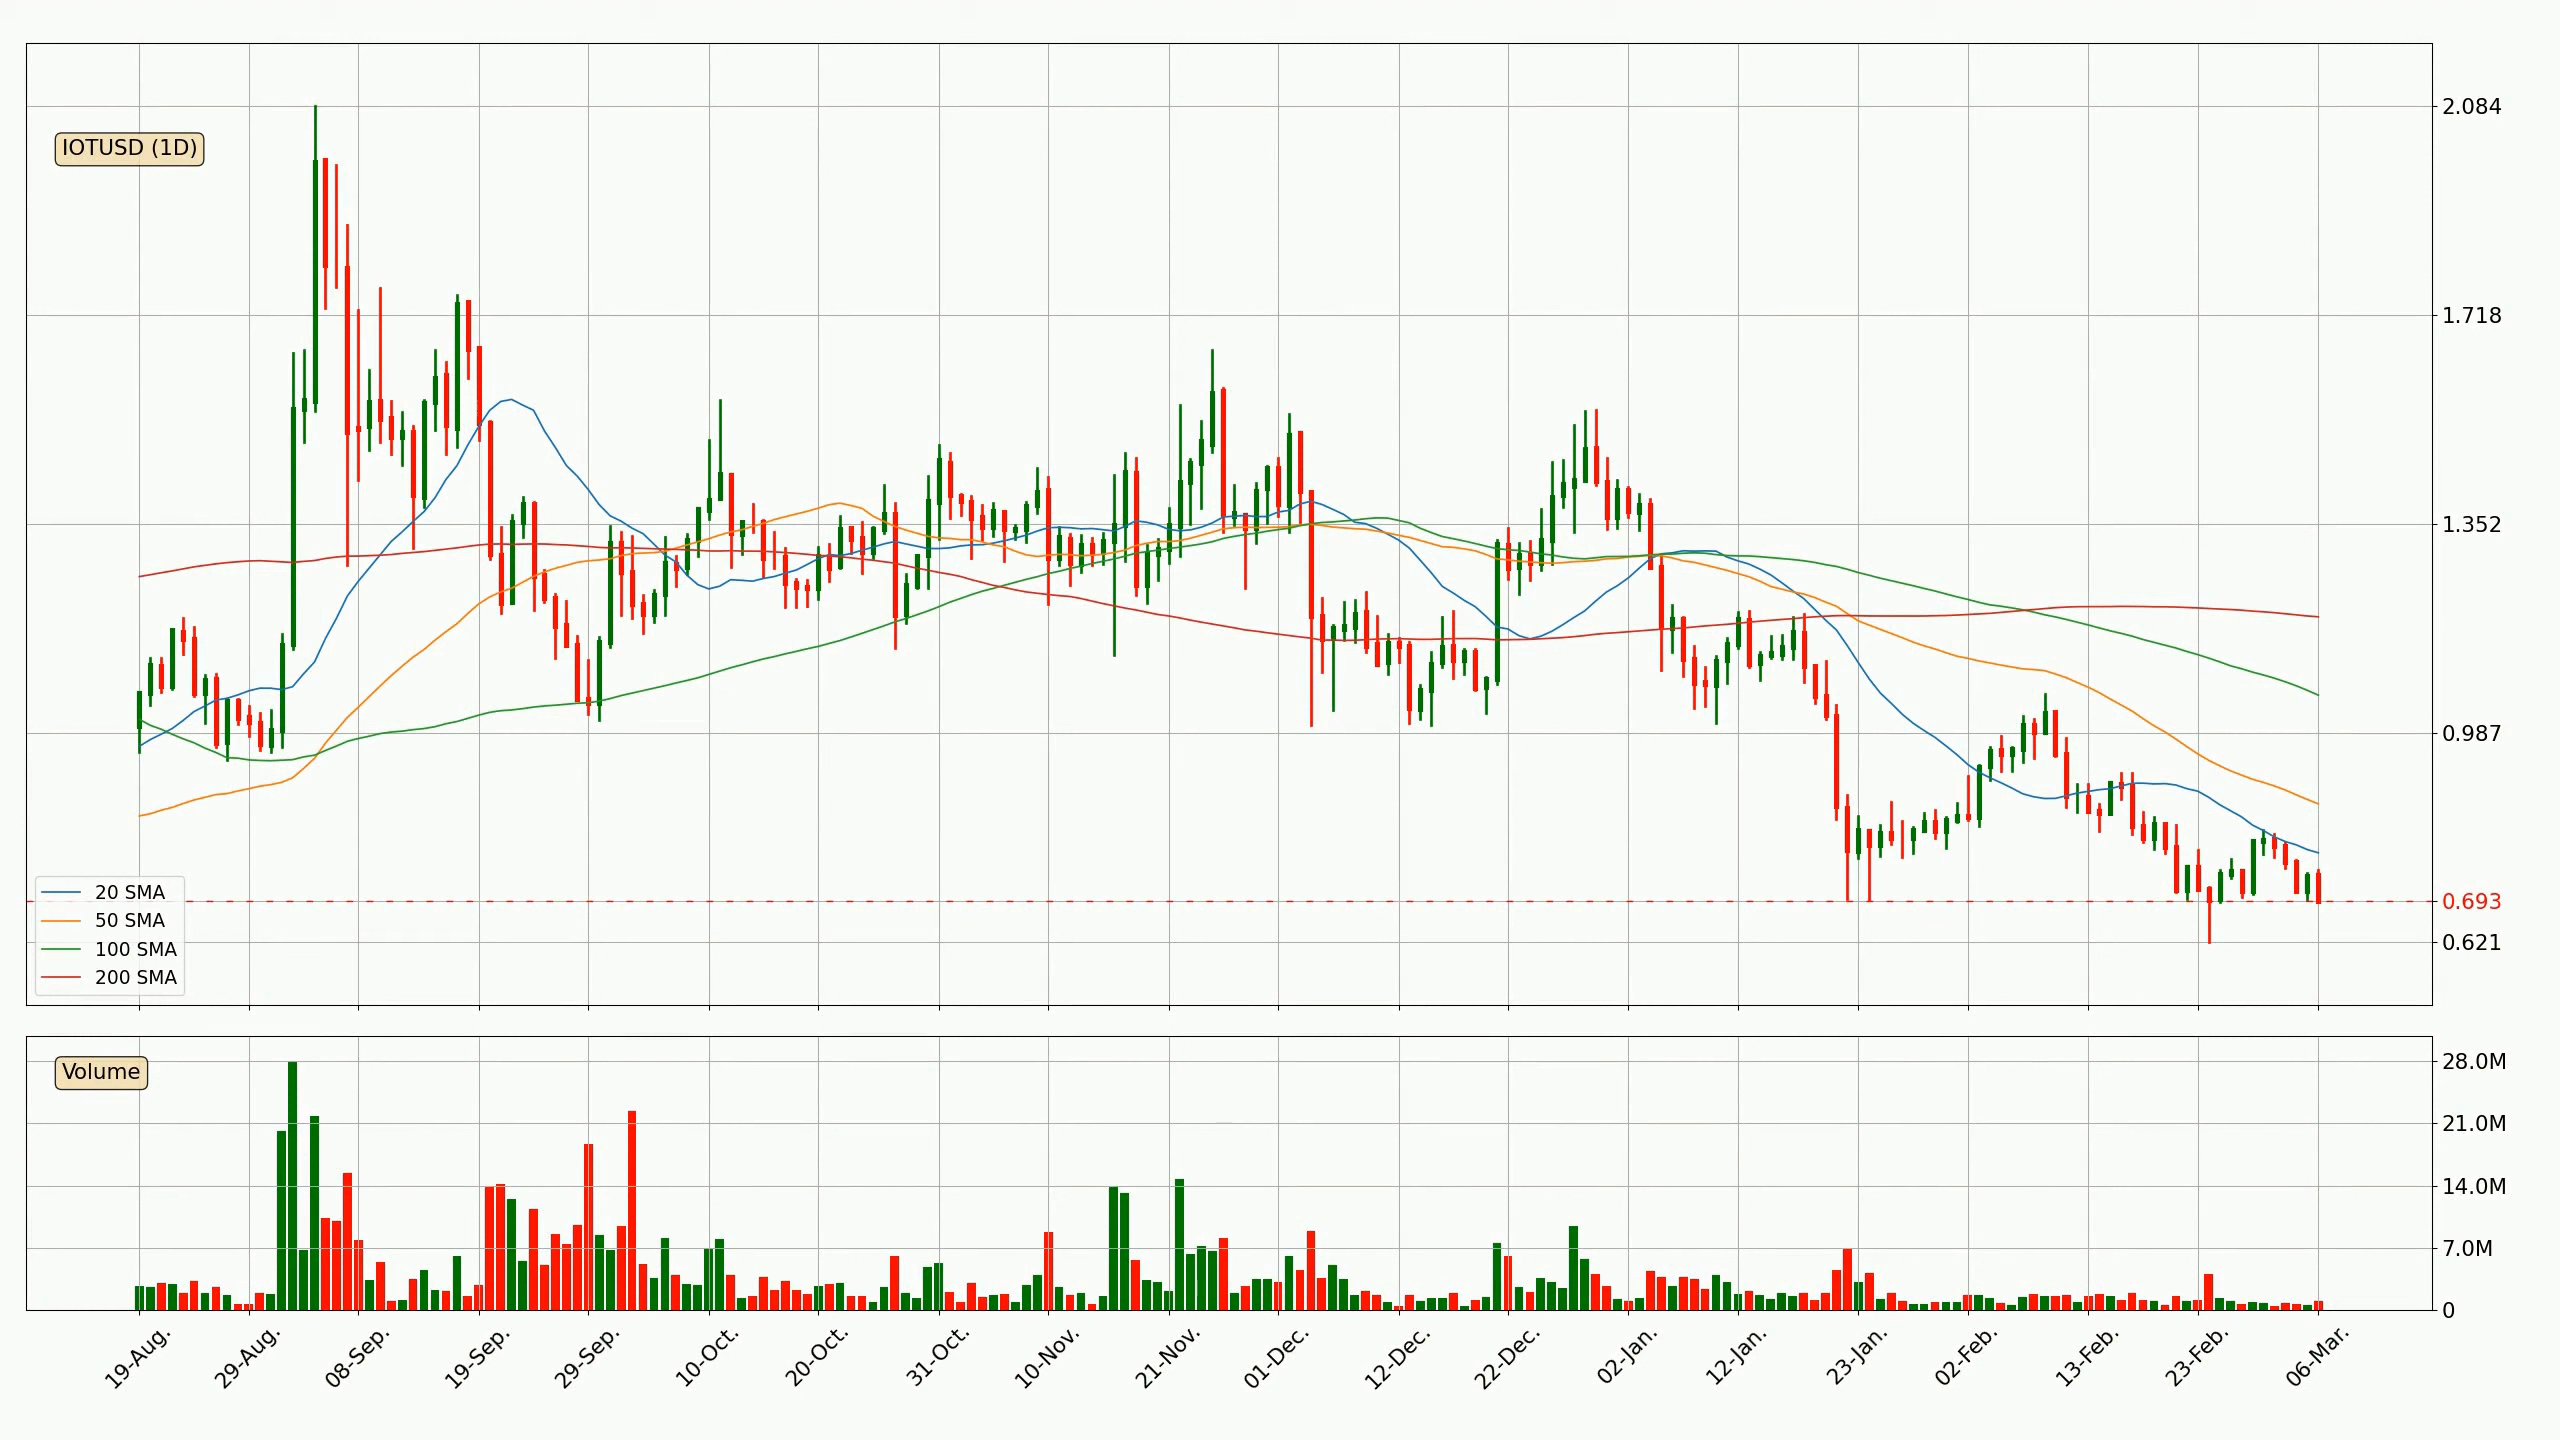 IOTUSD (1D)
2.084
1.718
1.352
0.987
0.693
0.621
20 SMA
50 SMA
100 SMA
200 SMA
Volume
28.0M
21.0M
14.0M
7.0M
0
19-Aug.
29-Aug.
08-Sep.
19-Sep.
29-Sep.
10-Oct.
20-Oct.
31-Oct.
10-Nov.
21-Nov.
01-Dec.
12-Dec.
22-Dec.
02-Jan.
12-Jan.
23-Jan.
02-Feb.
13-Feb.
23-Feb.
06-Mar.